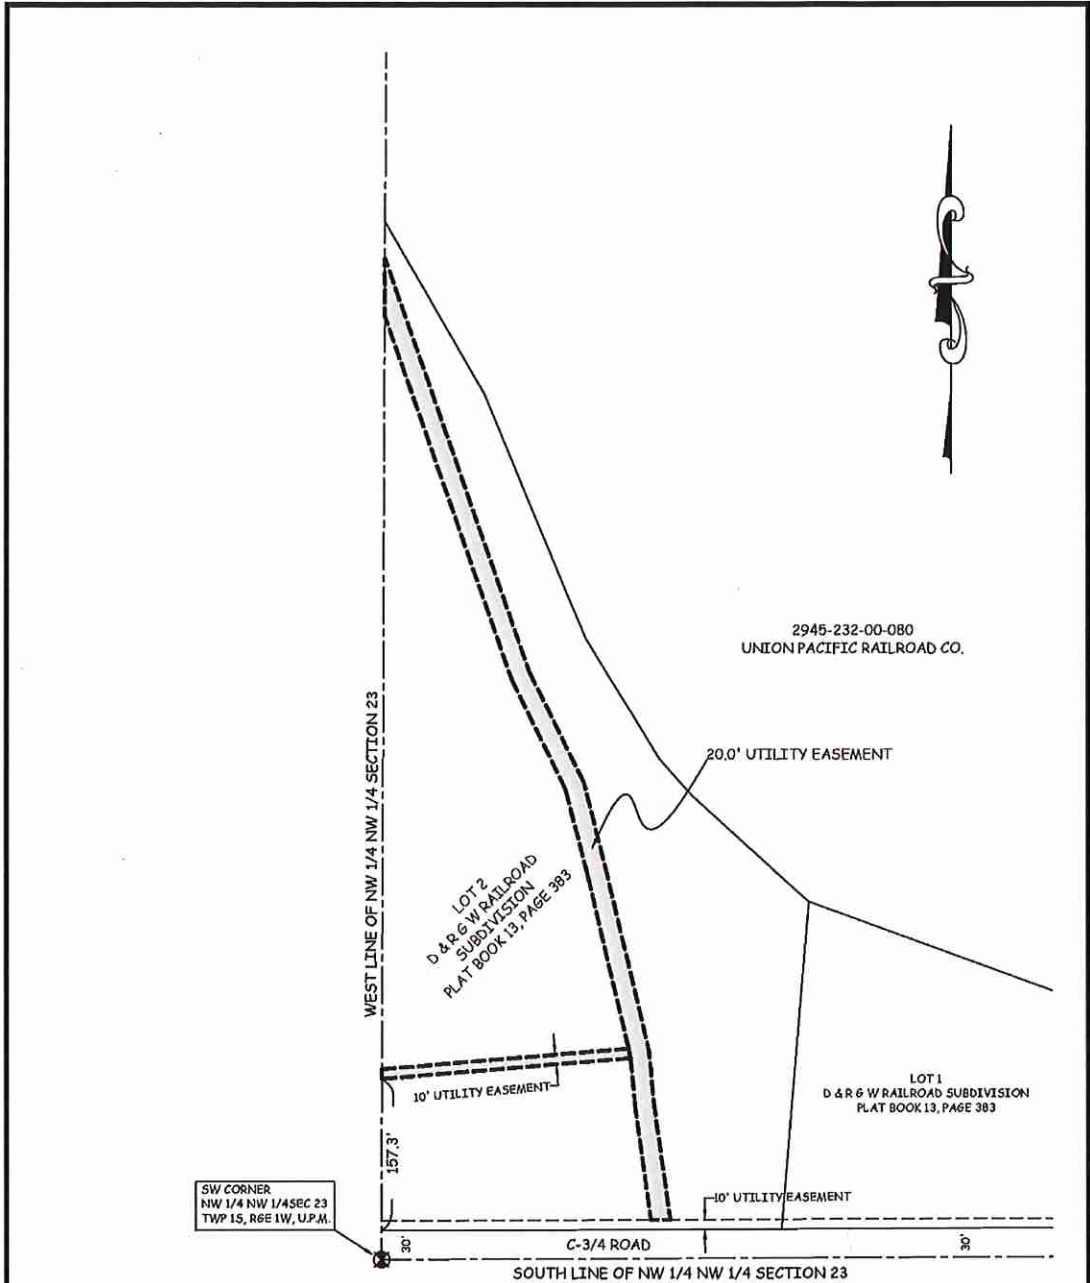 2945-232-00-080
UNION PACIFIC RAILROAD CO.
WEST LINE OF NW 1/4 NW 1/4 SECTION 23
20.0' UTILITY EASEMENT
LOT 2
D & R G W RAILROAD
SUBDIVISION
PLAT BOOK 13, PAGE 383
10' UTILITY EASEMENT
LOT 1
D & R G W RAILROAD SUBDIVISION
PLAT BOOK 13, PAGE 383
157.3'
SW CORNER
NW 1/4 NW 1/4SEC 23
TWP 1S, RGE 1W, U.P.M.
10' UTILITY EASEMENT
30'
C-3/4 ROAD
30'
SOUTH LINE OF NW 1/4 NW 1/4 SECTION 23